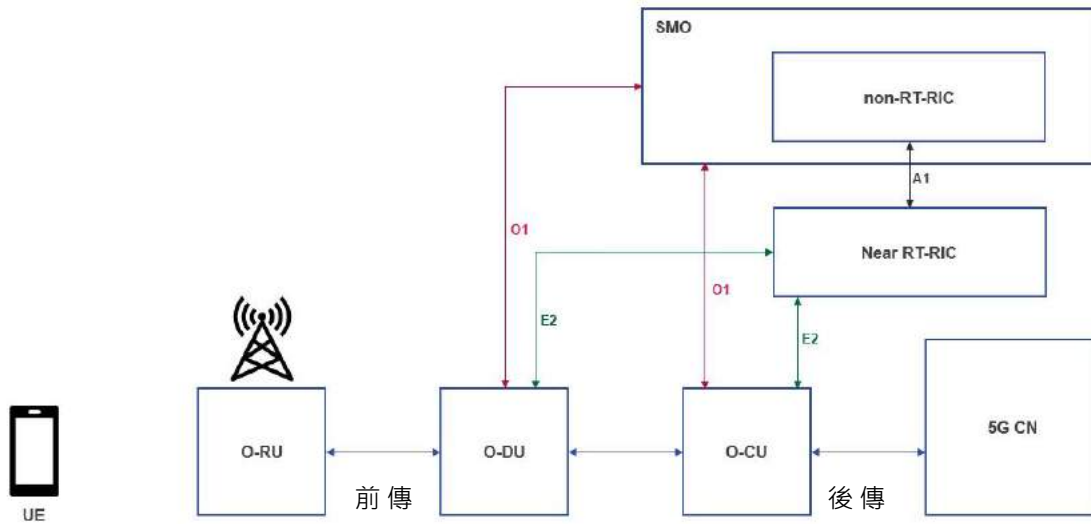 SMO
non-RT-RIC
A1
O1
Near RT-RIC
O1
E2
E2
O-RU
O-DU
O-CU
5G CN
前傳
後傳
UE